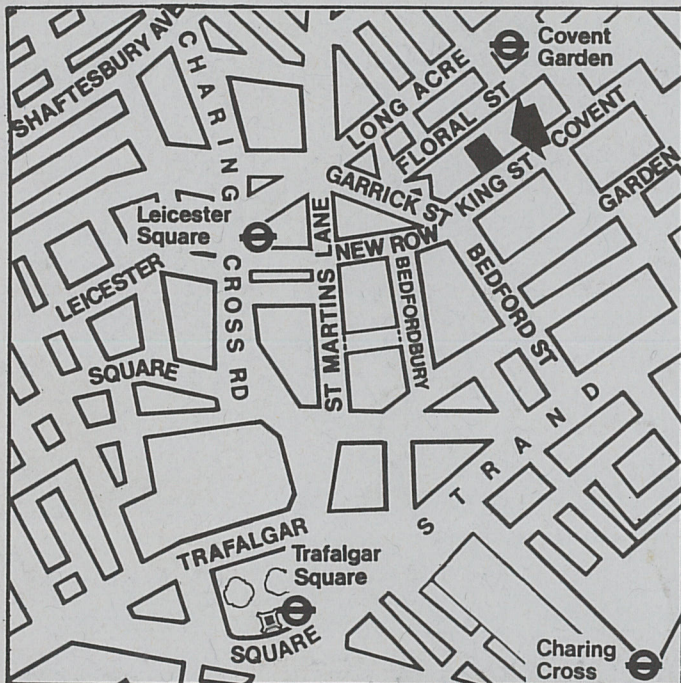 SHAFTESBURY AVE
CHARING
CROSS RD
LONG ACRE
Covent
Garden
FLORAL ST
COVENT
GARDEN
GARRICK ST
KING ST
Leicester
Square
ST MARTINS LANE
NEW ROW
BEDFORDBURY
BEDFORD ST
LEICESTER
SQUARE
STRAND
TRAFALGAR
SQUARE
Trafalgar
Square
Charing
Cross